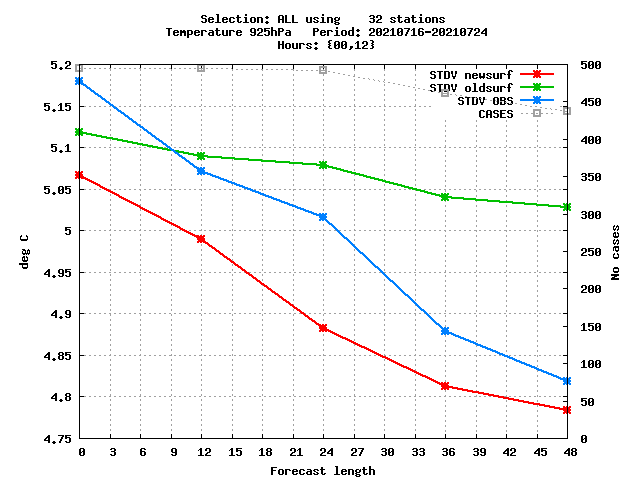 Selection: ALL using    32 stations
Temperature 925hPa   Period: 20210716-20210724
Hours: {00,12}
5.2
5.15
5.1
5.05
5
4.95
4.9
4.85
4.8
4.75
deg C
500
450
400
350
300
250
200
150
100
50
0
No cases
STDV newsurf
STDV oldsurf
STDV OBS
CASES
0 3 6 9 12 15 18 21 24 27 30 33 36 39 42 45 48
Forecast length